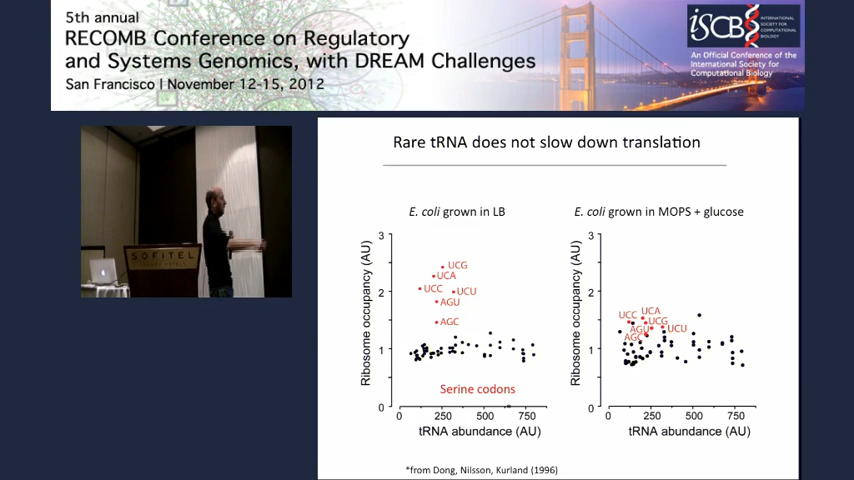 5th annual
RECOMB Conference on Regulatory
and Systems Genomics, with DREAM Challenges
San Francisco | November 12-15, 2012
iSCB
INTERNATIONAL
SOCIETY FOR
COMPUTATIONAL
BIOLOGY
An Official Conference of the
International Society for
Computational Biology
SOFITEL
Rare tRNA does not slow down translation
E. coli grown in LB
Ribosome occupancy (AU)
3
2
1
0
UCG
UCA
UCC
UCU
AGU
AGC
Serine codons
0 250 500 750
tRNA abundance (AU)
E. coli grown in MOPS + glucose
Ribosome occupancy (AU)
3
2
1
0
UCC
UCA
UCG
AGU
UCU
AGC
0 250 500 750
tRNA abundance (AU)
*from Dong, Nilsson, Kurland (1996)